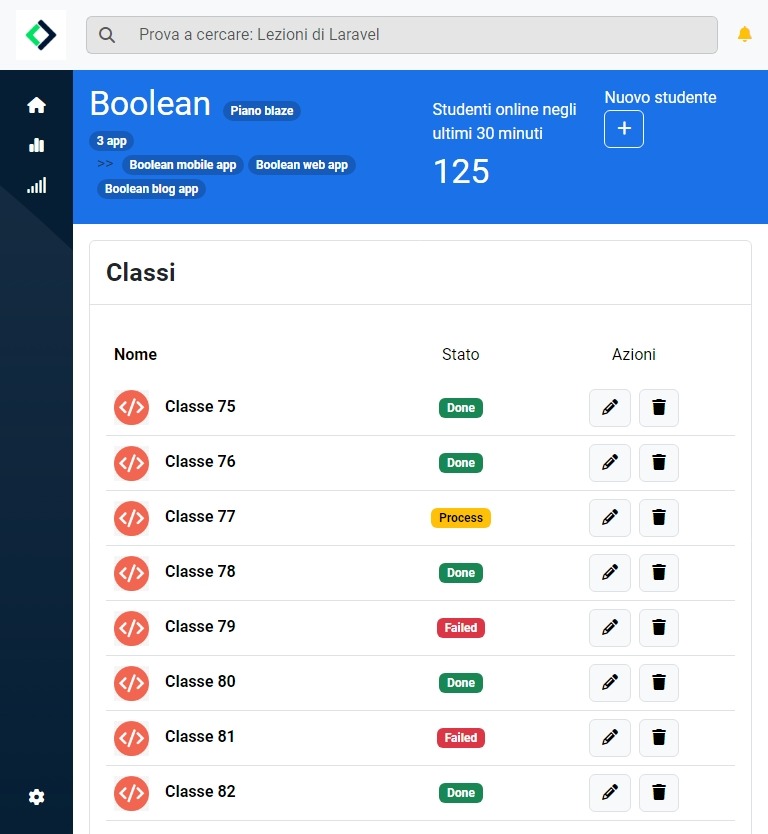 Prova a cercare: Lezioni di Laravel
Boolean Piano blaze
3 app
>> Boolean mobile app Boolean web app
Boolean blog app
Studenti online negli
ultimi 30 minuti
125
Nuovo studente
+
Classi
Nome Stato Azioni
Classe 75 Done
Classe 76 Done
Classe 77 Process
Classe 78 Done
Classe 79 Failed
Classe 80 Done
Classe 81 Failed
Classe 82 Done